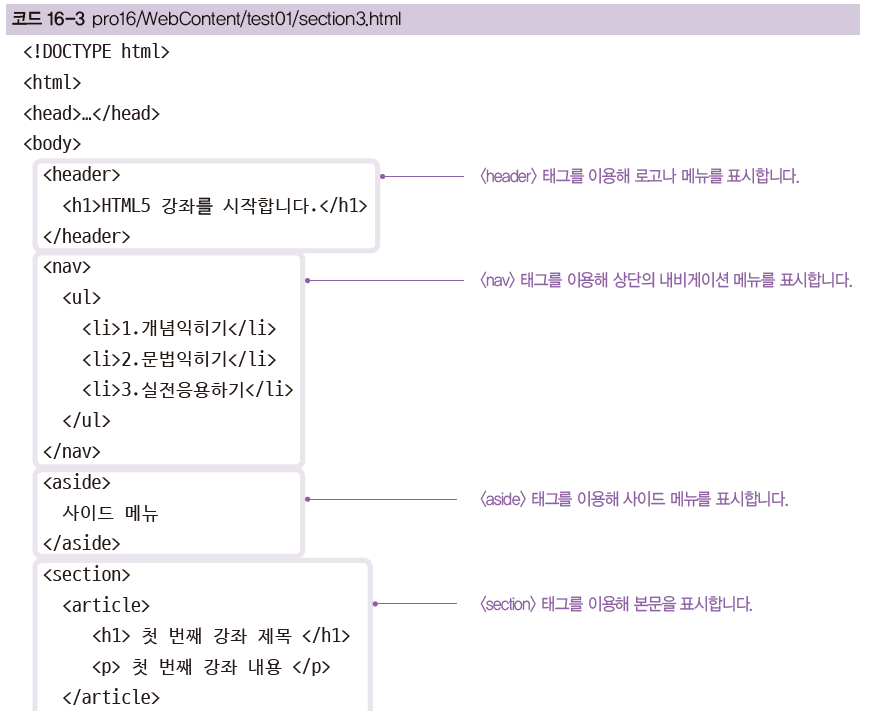 코드 16-3 pro16/WebContent/test01/section3.html
<!DOCTYPE html>
<html>
<head>…</head>
<body>
<header>
〈header〉 태그를 이용해 로고나 메뉴를 표시합니다.
<h1>HTML5 강좌를 시작합니다.</h1>
</header>
<nav>
〈nav〉 태그를 이용해 상단의 내비게이션 메뉴를 표시합니다.
<ul>
<li>1.개념익히기</li>
<li>2.문법익히기</li>
<li>3.실전응용하기</li>
</ul>
</nav>
<aside>
〈aside〉 태그를 이용해 사이드 메뉴를 표시합니다.
사이드 메뉴
</aside>
<section>
〈section〉 태그를 이용해 본문을 표시합니다.
<article>
<h1> 첫 번째 강좌 제목 </h1>
<p> 첫 번째 강좌 내용 </p>
</article>